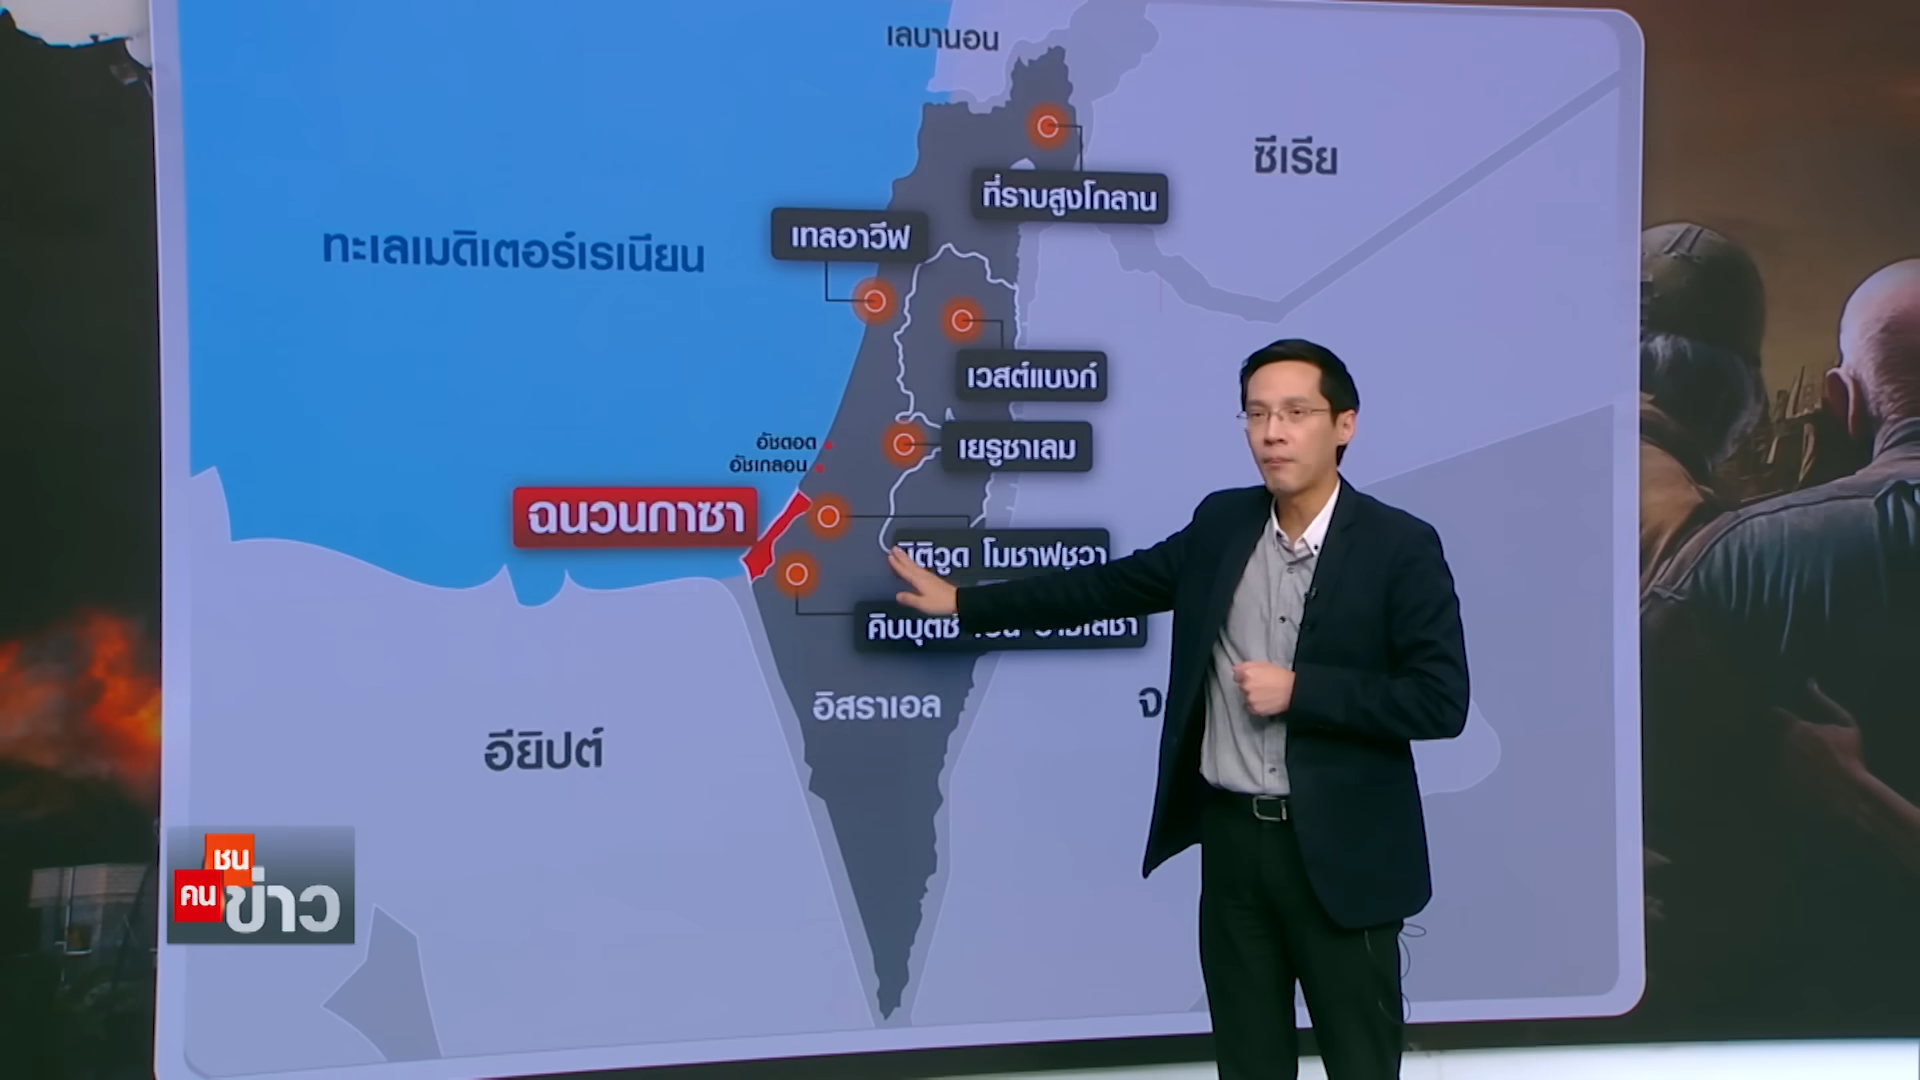 เลบานอน
ซีเรีย
ที่ราบสูงโกลาน
เทลอาวีฟ
ทะเลเมดิเตอร์เรเนียน
เวสต์แบงก์
อัชดอด
เยรูซาเลม
อัชเกลอน
ฉนวนกาซา
โมชาฟชูวา
คิบบุตซ์
อิสราเอล
อียิปต์
ชน
คน
ข่าว